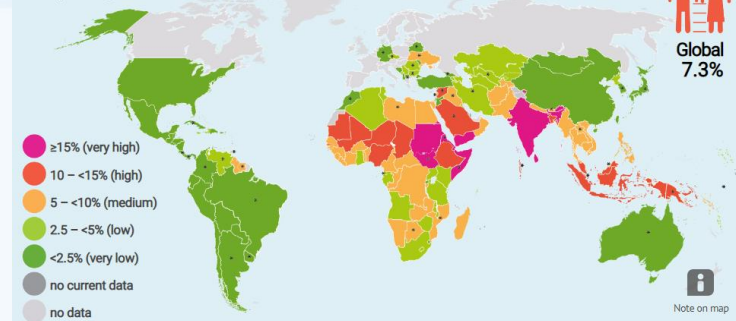 Global
7.3%
≥15% (very high)
10 – <15% (high)
5 – <10% (medium)
2.5 – <5% (low)
<2.5% (very low)
no current data
no data
i
Note on map